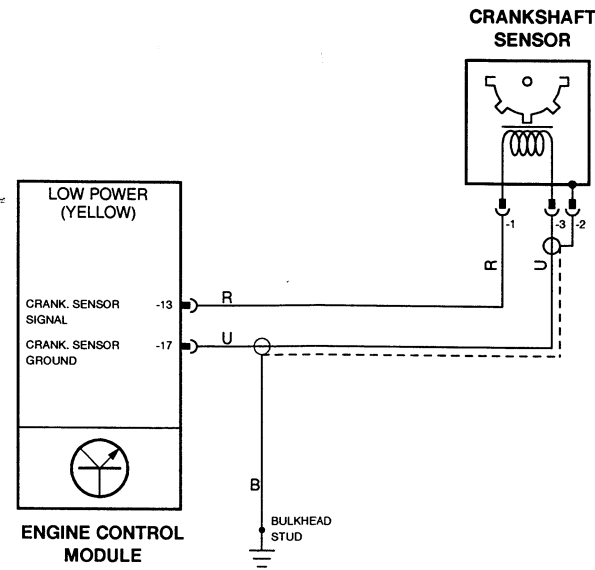 CRANKSHAFT
SENSOR
-1
-3
-2
R
U
LOW POWER
(YELLOW)
CRANK. SENSOR
SIGNAL
-13
R
CRANK. SENSOR
GROUND
-17
U
B
BULKHEAD
STUD
ENGINE CONTROL
MODULE